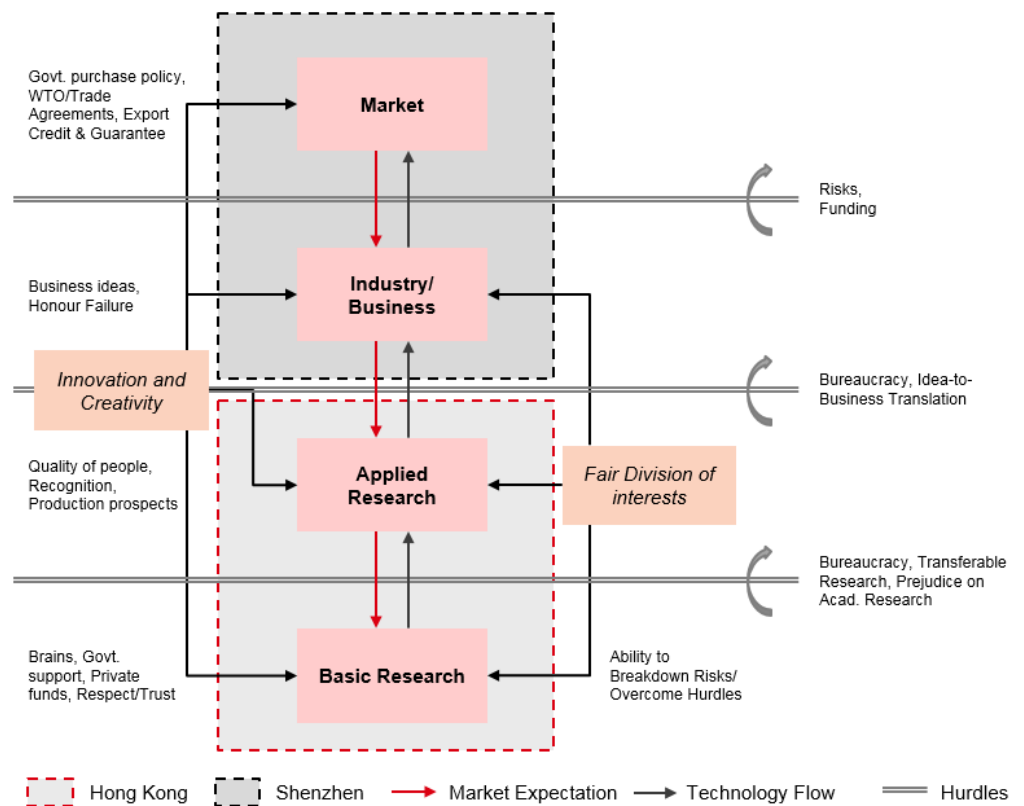 Govt. purchase policy,
WTO/Trade
Agreements, Export
Credit & Guarantee
Market
Risks,
Funding
Business ideas,
Honour Failure
Industry/
Business
Innovation and
Creativity
Bureaucracy, Idea-to-
Business Translation
Quality of people,
Recognition,
Production prospects
Applied
Research
Fair Division of
interests
Bureaucracy, Transferable
Research, Prejudice on
Acad. Research
Brains, Govt.
support, Private
funds, Respect/Trust
Basic Research
Ability to
Breakdown Risks/
Overcome Hurdles
Hong Kong
Shenzhen
Market Expectation
Technology Flow
Hurdles